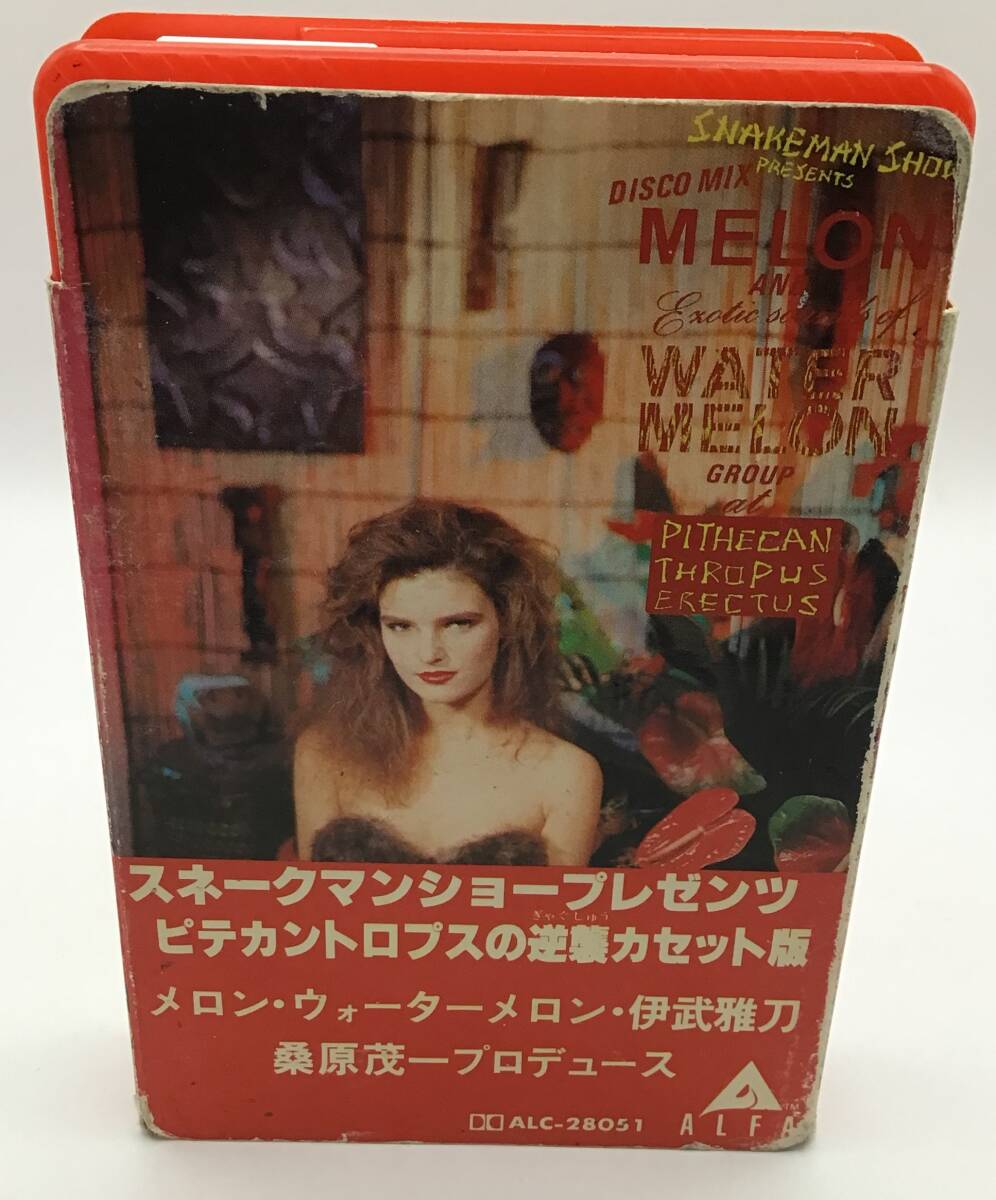 SNAKEMAN SHOW
PRESENTS
DISCO MIX
MELON
AND
Exotic sounds of
WATER
MELON
GROUP
at
PITHECAN
THROPUS
ERECTUS
スネークマンショープレゼンツ
ぎゃくしゅう
ピテカントロプスの逆襲カセット版
メロン・ウォーターメロン・伊武雅刀
桑原茂一プロデュース
ALC-28051
ALFA
TM